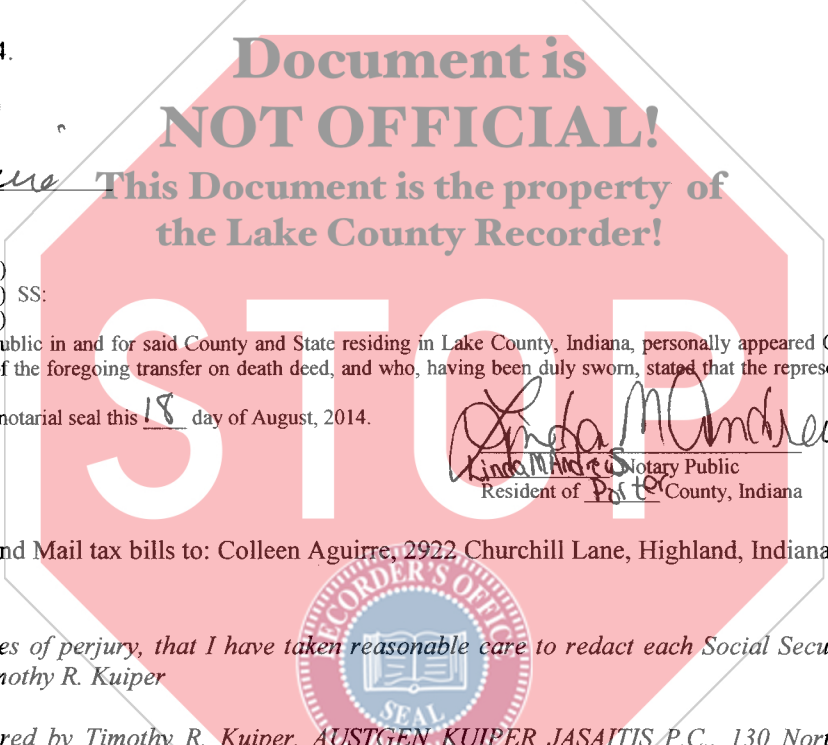 4.
Document is
NOT OFFICIAL!
This Document is the property of
the Lake County Recorder!
)
) SS:
)
ublic in and for said County and State residing in Lake County, Indiana, personally appeared
f the foregoing transfer on death deed, and who, having been duly sworn, stated that the represe
STOP
notarial seal this 18 day of August, 2014.
Linda M Andrew
Linda M Andrews Notary Public
Resident of Porter County, Indiana
nd Mail tax bills to: Colleen Aguirre, 2922 Churchill Lane, Highland, Indiana
RECORDER'S OFFICE
es of perjury, that I have taken reasonable care to redact each Social Secu
mothy R. Kuiper
SEAL
red by Timothy R. Kuiper, AUSTGEN KUIPER JASAITIS P.C., 130 Nort